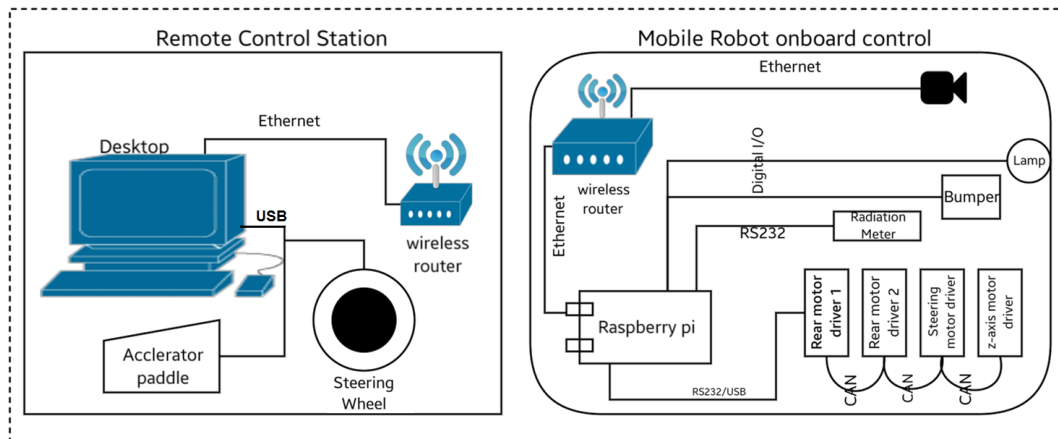 Remote Control Station
Desktop
Ethernet
USB
wireless
router
Acclerator
paddle
Steering
Wheel
Mobile Robot onboard control
Ethernet
wireless
router
Ethernet
Digital I/O
Lamp
Bumper
RS232
Radiation
Meter
Raspberry pi
RS232/USB
Rear motor
driver 1
Rear motor
driver 2
Steering
motor driver
z-axis motor
driver
CAN
CAN
CAN